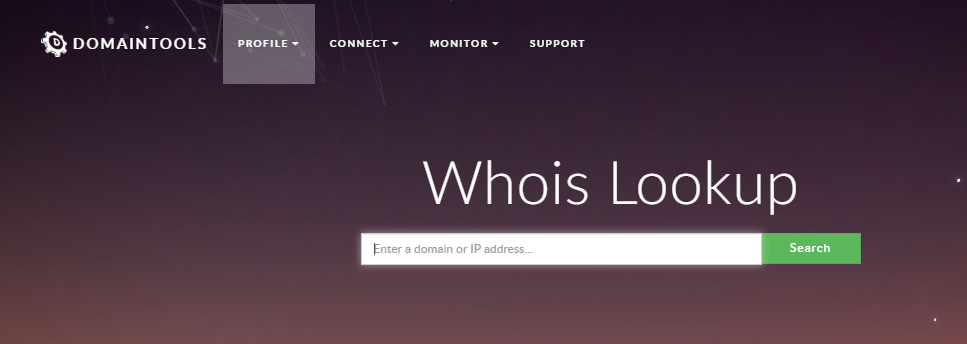 DOMAINTOOLS PROFILE CONNECT MONITOR SUPPORT
Whois Lookup
Enter a domain or IP address... Search